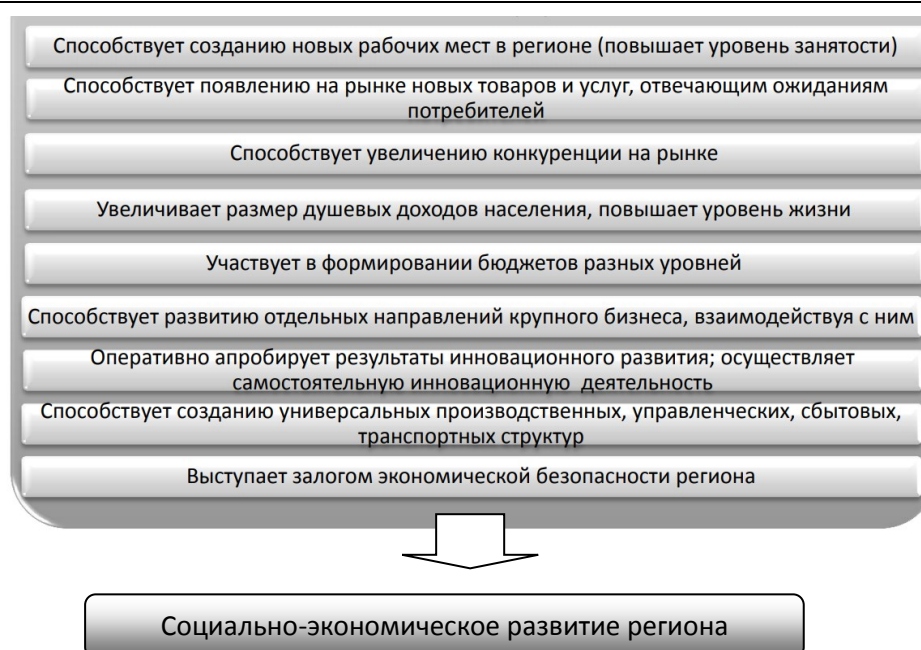 Способствует созданию новых рабочих мест в регионе (повышает уровень занятости)
Способствует появлению на рынке новых товаров и услуг, отвечающим ожиданиям
потребителей
Способствует увеличению конкуренции на рынке
Увеличивает размер душевых доходов населения, повышает уровень жизни
Участвует в формировании бюджетов разных уровней
Способствует развитию отдельных направлений крупного бизнеса, взаимодействуя с ним
Оперативно апробирует результаты инновационного развития; осуществляет
самостоятельную инновационную деятельность
Способствует созданию универсальных производственных, управленческих, сбытовых,
транспортных структур
Выступает залогом экономической безопасности региона
Социально-экономическое развитие региона